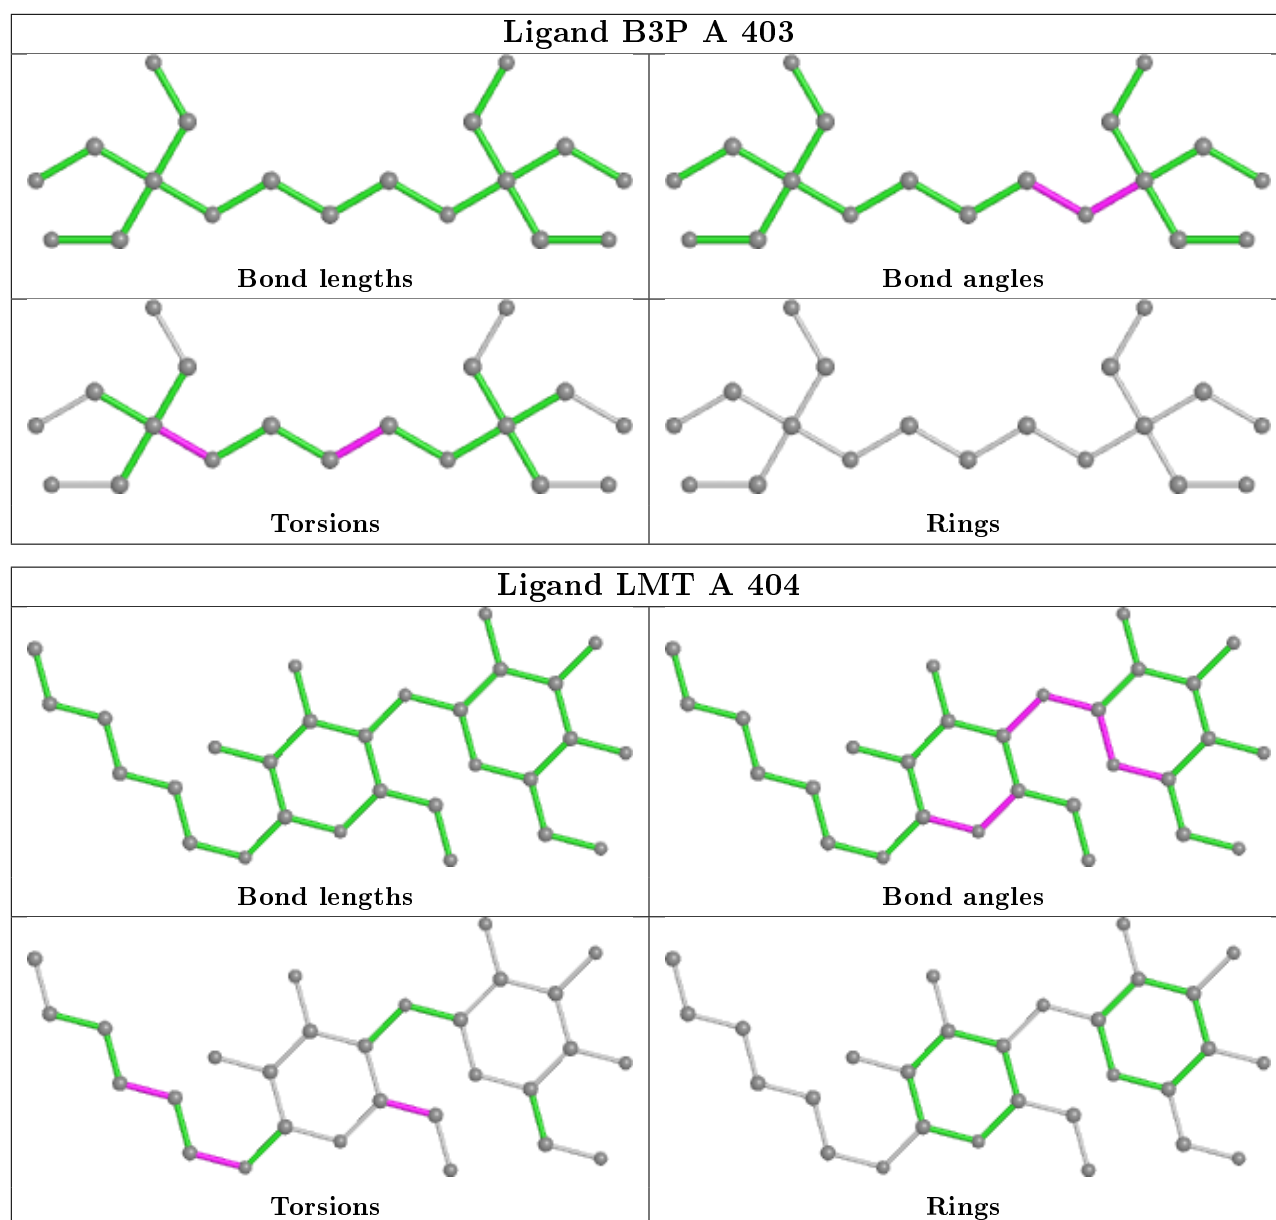 Ligand B3P A 403
Bond lengths
Bond angles
Torsions
Rings
Ligand LMT A 404
Bond lengths
Bond angles
Torsions
Rings